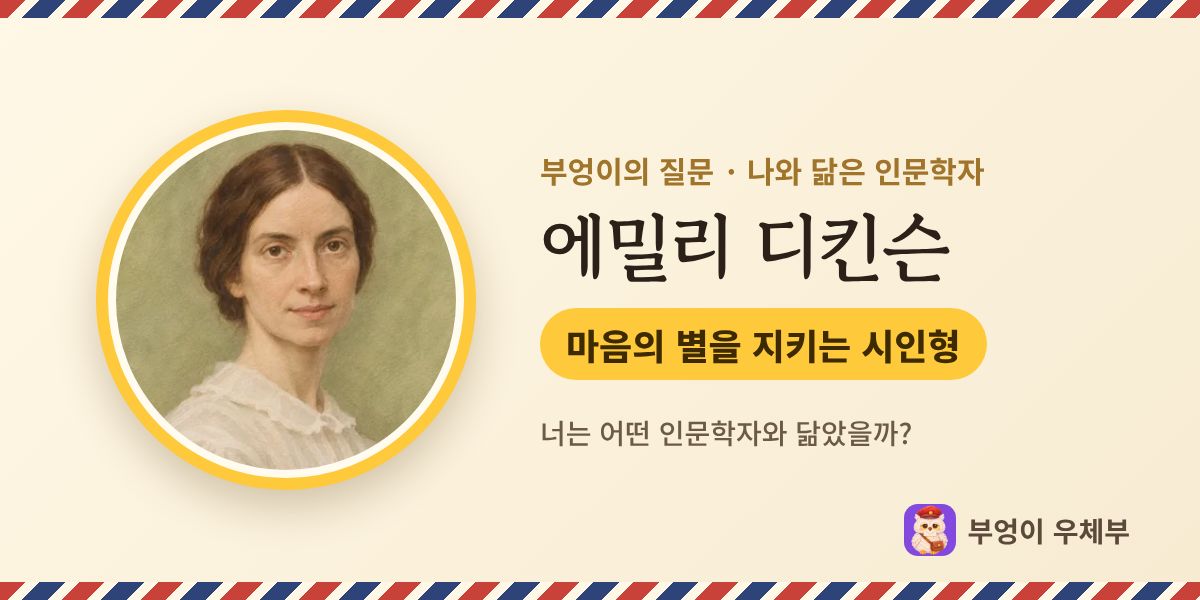 부엉이의 질문 · 나와 닮은 인문학자
에밀리 디킨슨
마음의 별을 지키는 시인형
너는 어떤 인문학자와 닮았을까?
부엉이 우체부